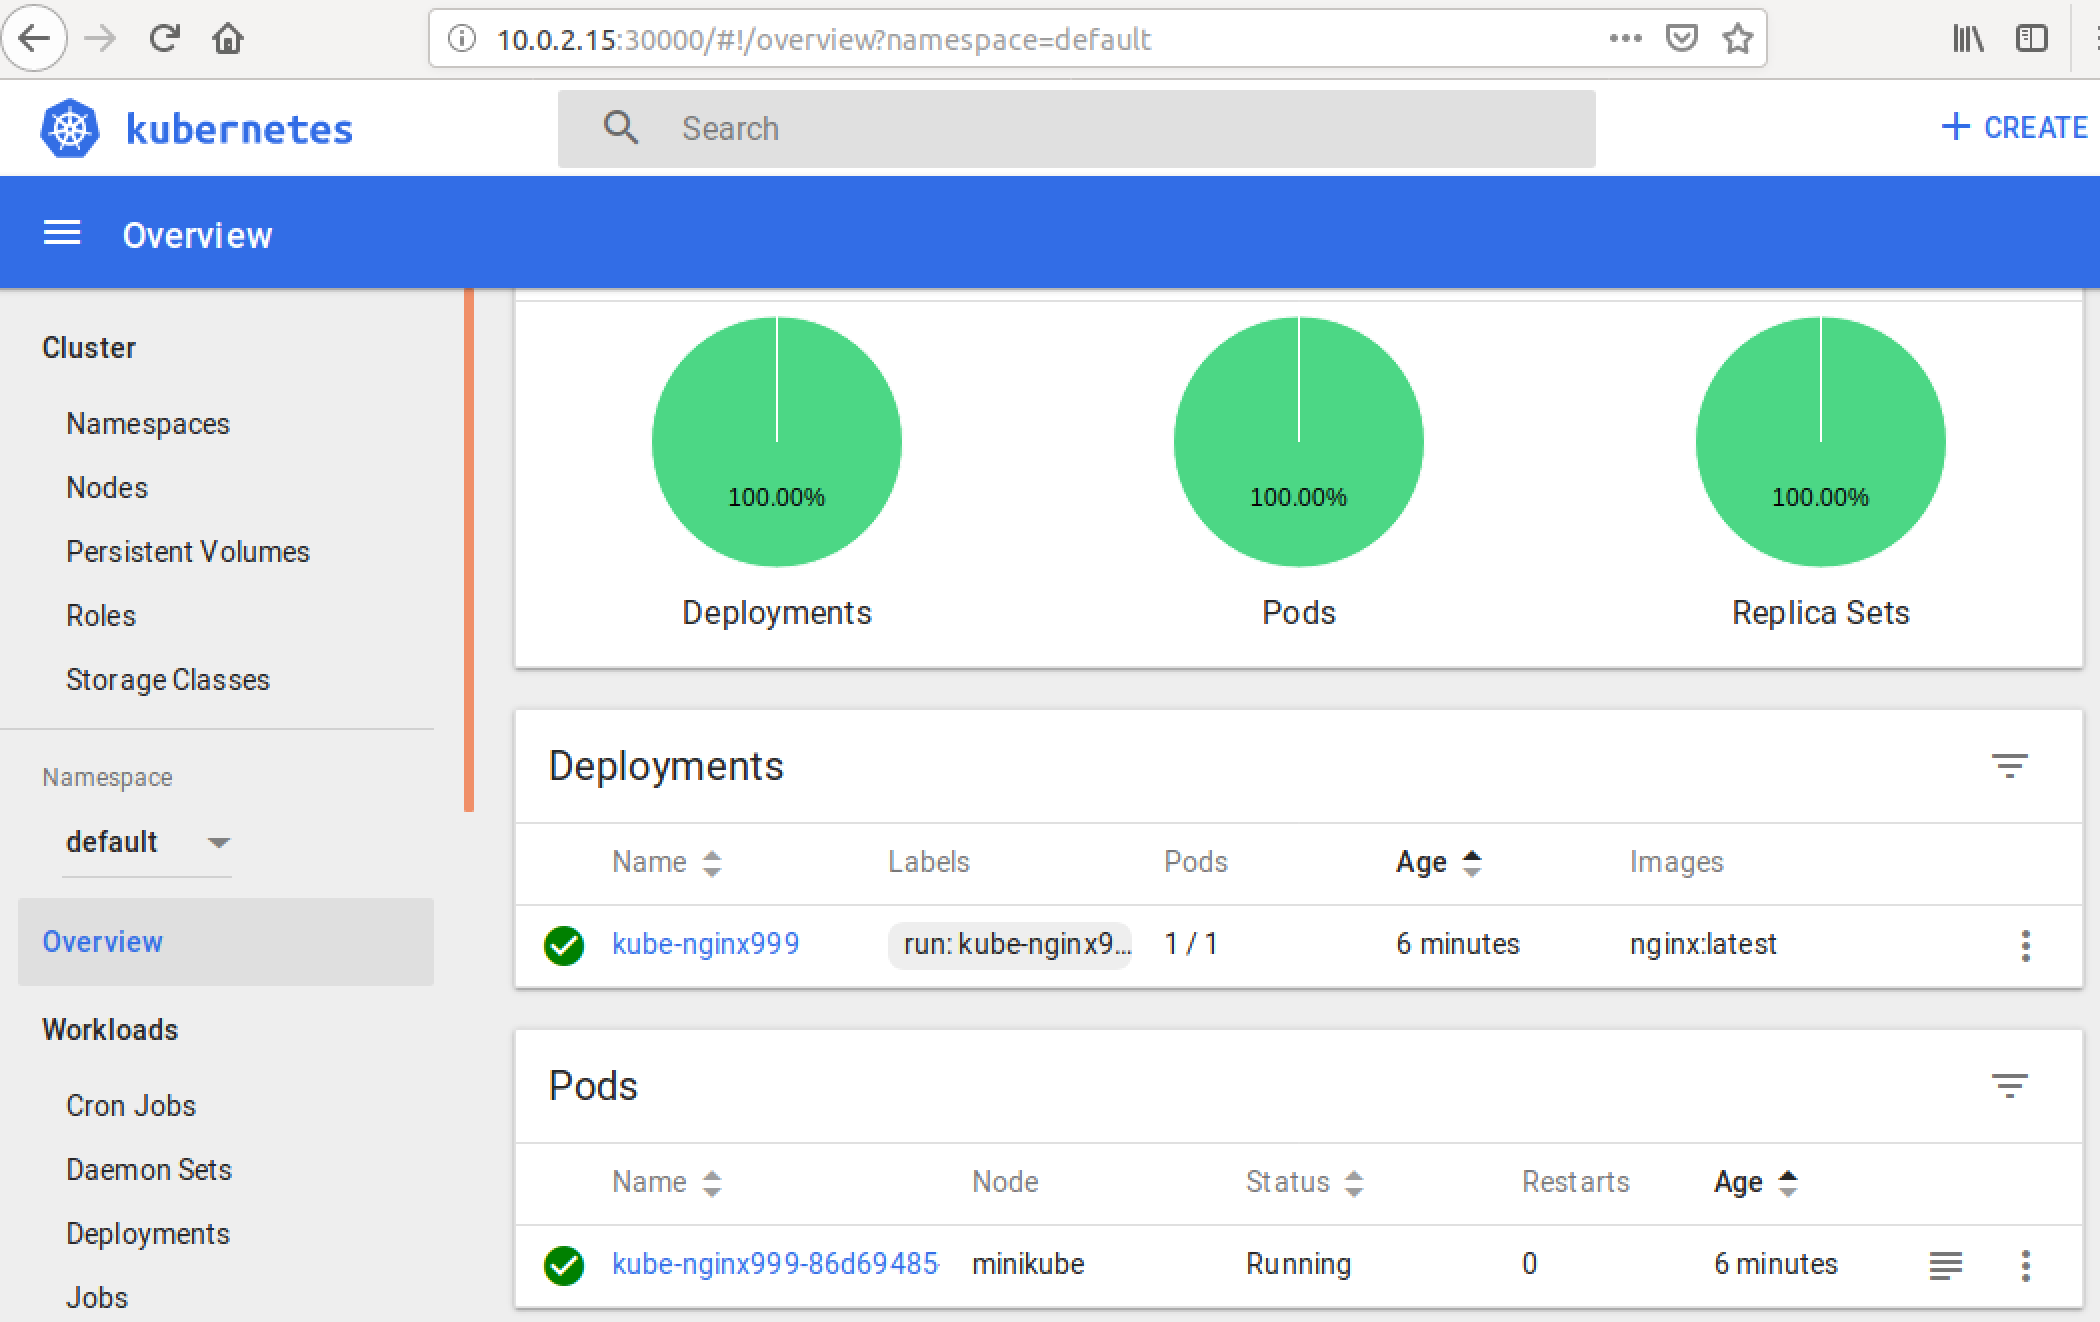 10.0.2.15:30000/#!/overview?namespace=default
kubernetes
Search
CREATE
Overview
Cluster
Namespaces
Nodes
Persistent Volumes
Roles
Storage Classes
Namespace
default
Overview
Workloads
Cron Jobs
Daemon Sets
Deployments
Jobs
100.00%
100.00%
100.00%
Deployments
Pods
Replica Sets
Deployments
Name Labels Pods Age Images
kube-nginx999 run: kube-nginx9... 1 / 1 6 minutes nginx:latest
Pods
Name Node Status Restarts Age
kube-nginx999-86d69485- minikube Running 0 6 minutes